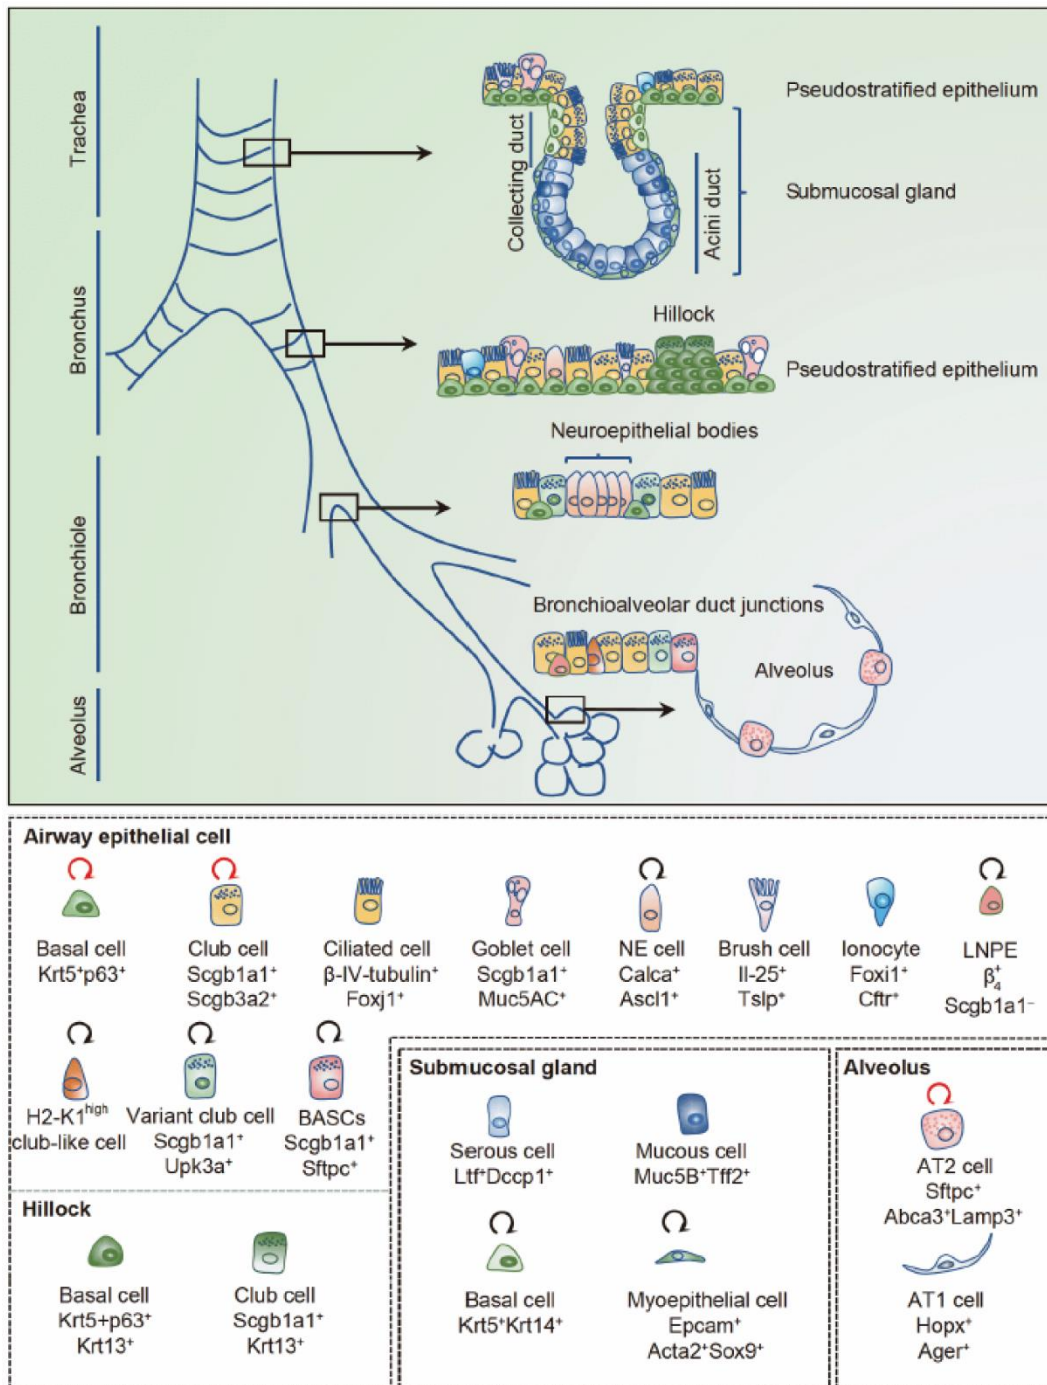 Trachea
Bronchus
Bronchiole
Alveolus
Collecting duct
Acini duct
Pseudostratified epithelium
Submucosal gland
Hillock
Pseudostratified epithelium
Neuroepithelial bodies
Bronchioalveolar duct junctions
Alveolus
Airway epithelial cell
Basal cell
Krt5⁺p63⁺
Club cell
Scgb1a1⁺
Scgb3a2⁺
Ciliated cell
β-IV-tubulin⁺
Foxj1⁺
Goblet cell
Scgb1a1⁺
Muc5AC⁺
NE cell
Calca⁺
Ascl1⁺
Brush cell
Il-25⁺
Tslp⁺
Ionocyte
Foxi1⁺
Cftr⁺
LNPE
β₄⁺
Scgb1a1⁻
H2-K1ʰⁱᵍʰ
club-like cell
Variant club cell
Scgb1a1⁺
Upk3a⁺
BASCs
Scgb1a1⁺
Sftpc⁺
Hillock
Basal cell
Krt5+p63⁺
Krt13⁺
Club cell
Scgb1a1⁺
Krt13⁺
Submucosal gland
Serous cell
Ltf⁺Dccp1⁺
Mucous cell
Muc5B⁺Tff2⁺
Basal cell
Krt5⁺Krt14⁺
Myoepithelial cell
Epcam⁺
Acta2⁺Sox9⁺
Alveolus
AT2 cell
Sftpc⁺
Abca3⁺Lamp3⁺
AT1 cell
Hopx⁺
Ager⁺